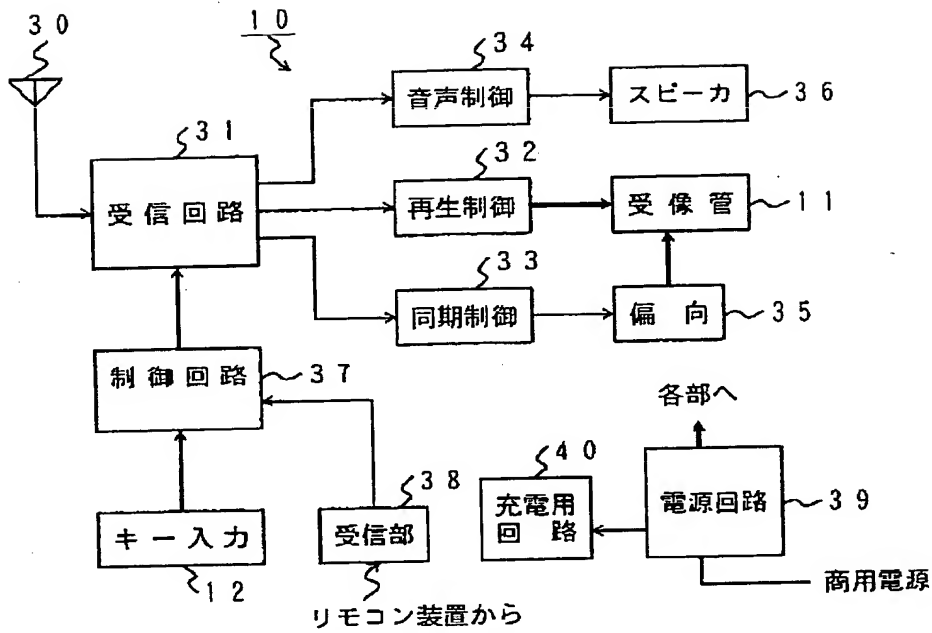 30
10
34
音声制御
スピーカ
36
31
受信回路
32
再生制御
受像管
11
33
同期制御
偏向
35
制御回路
37
各部へ
40
充電用
回路
電源回路
39
38
キー入力
受信部
12
商用電源
リモコン装置から